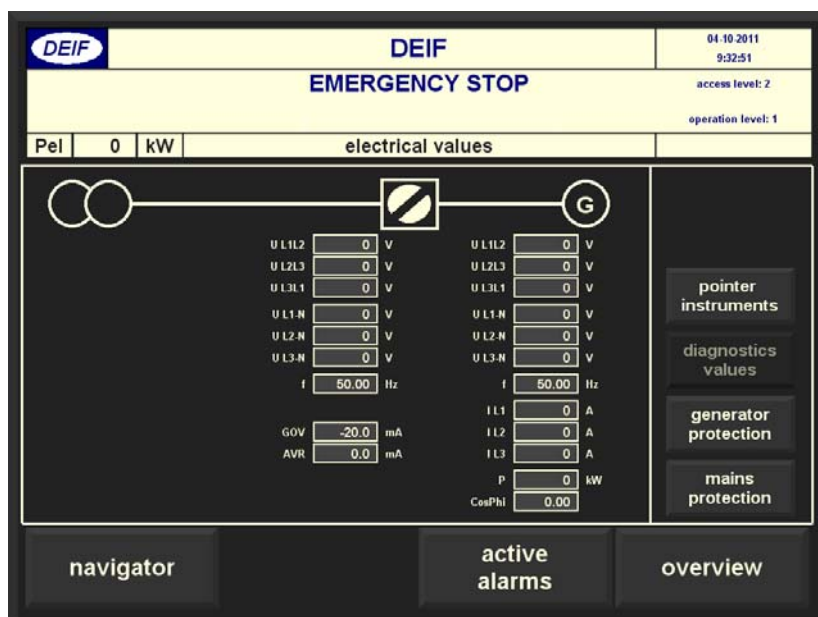 DEIF DEIF 04-10-2011
9:32:51
EMERGENCY STOP access level: 2
operation level: 1
Pel 0 kW electrical values
G
U L1L2 0 V U L1L2 0 V
U L2L3 0 V U L2L3 0 V
U L3L1 0 V U L3L1 0 V
U L1-N 0 V U L1-N 0 V
U L2-N 0 V U L2-N 0 V
U L3-N 0 V U L3-N 0 V
f 50.00 Hz f 50.00 Hz
I L1 0 A
GOV -20.0 mA I L2 0 A
AVR 0.0 mA I L3 0 A
P 0 kW
CosPhi 0.00
pointer
instruments
diagnostics
values
generator
protection
mains
protection
navigator
active
alarms
overview